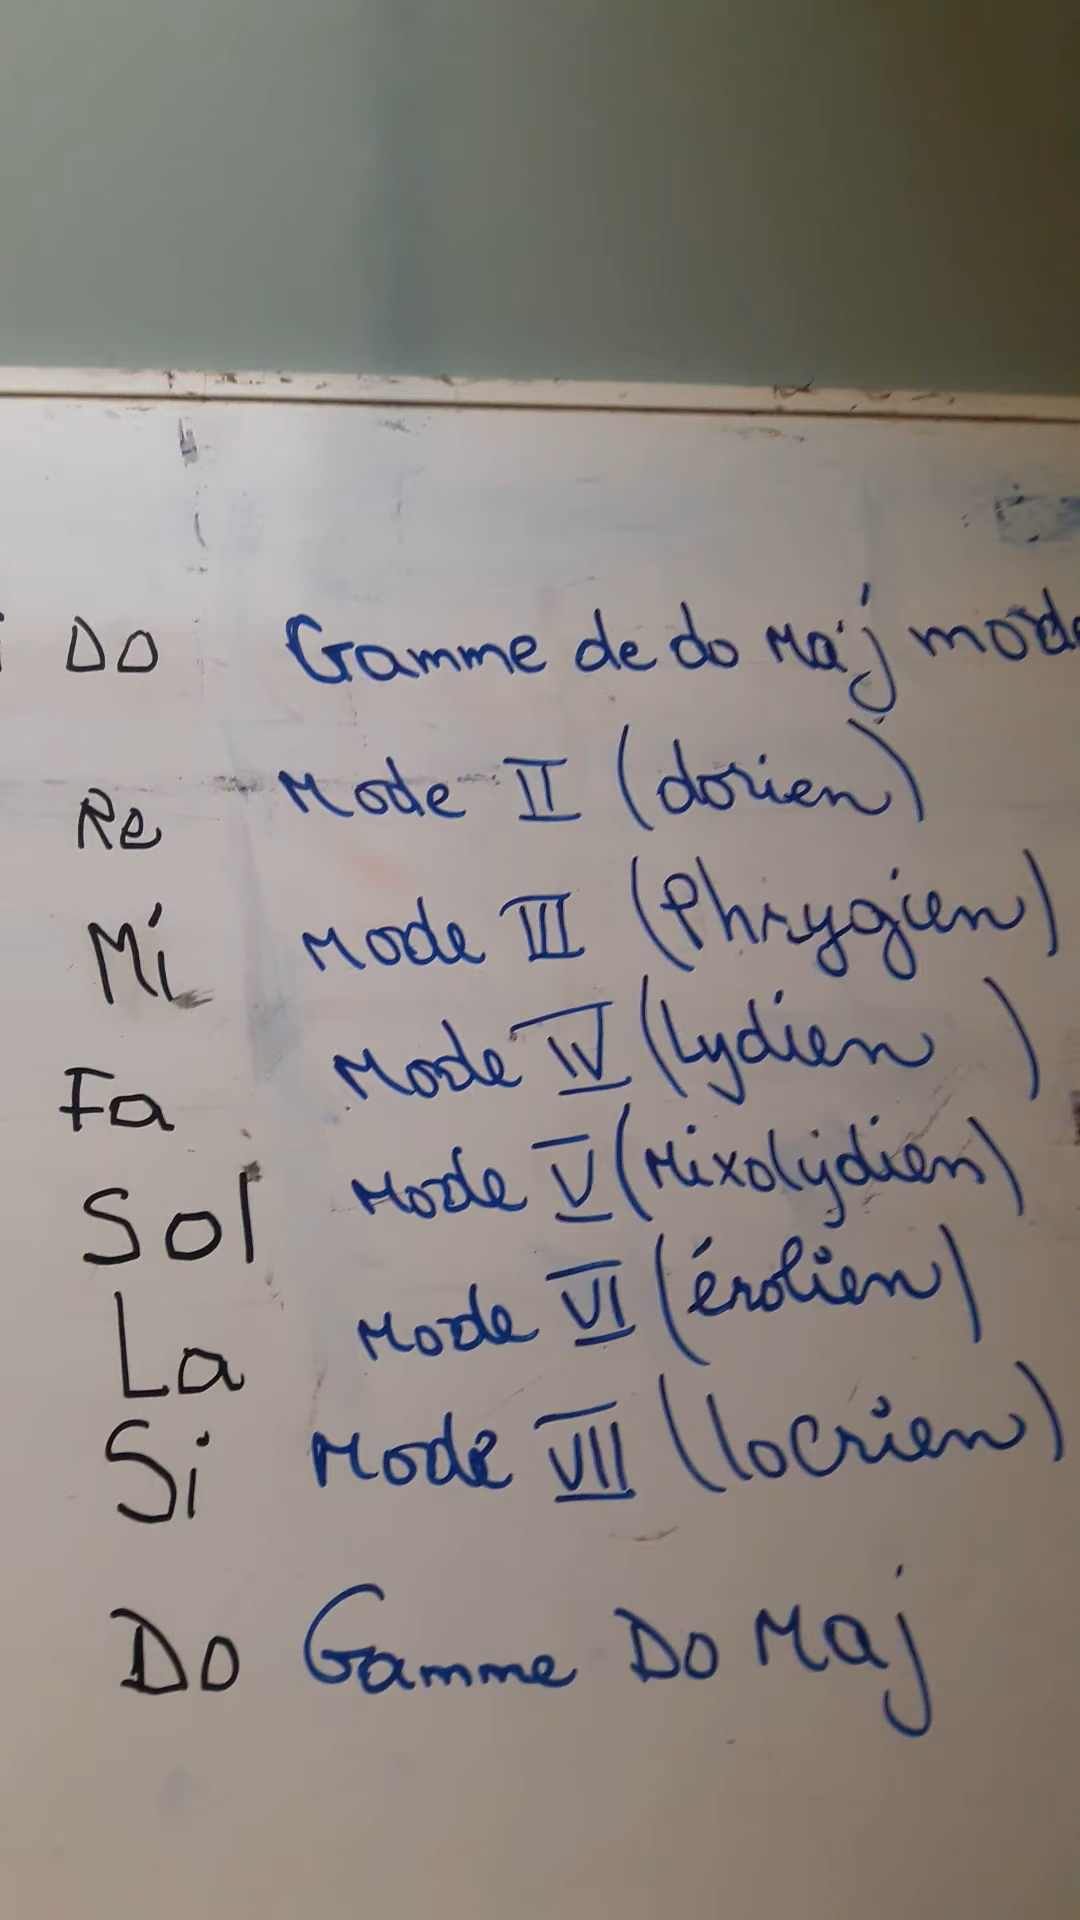 Do Gamme de do Maj mode
Re Mode II (dorien)
Mi Mode III (Phrygien)
Fa Mode IV (Lydien )
Sol Mode V (Mixolydien)
La Mode VI (érolien)
Si Mode VII (locrien)
Do Gamme Do Maj